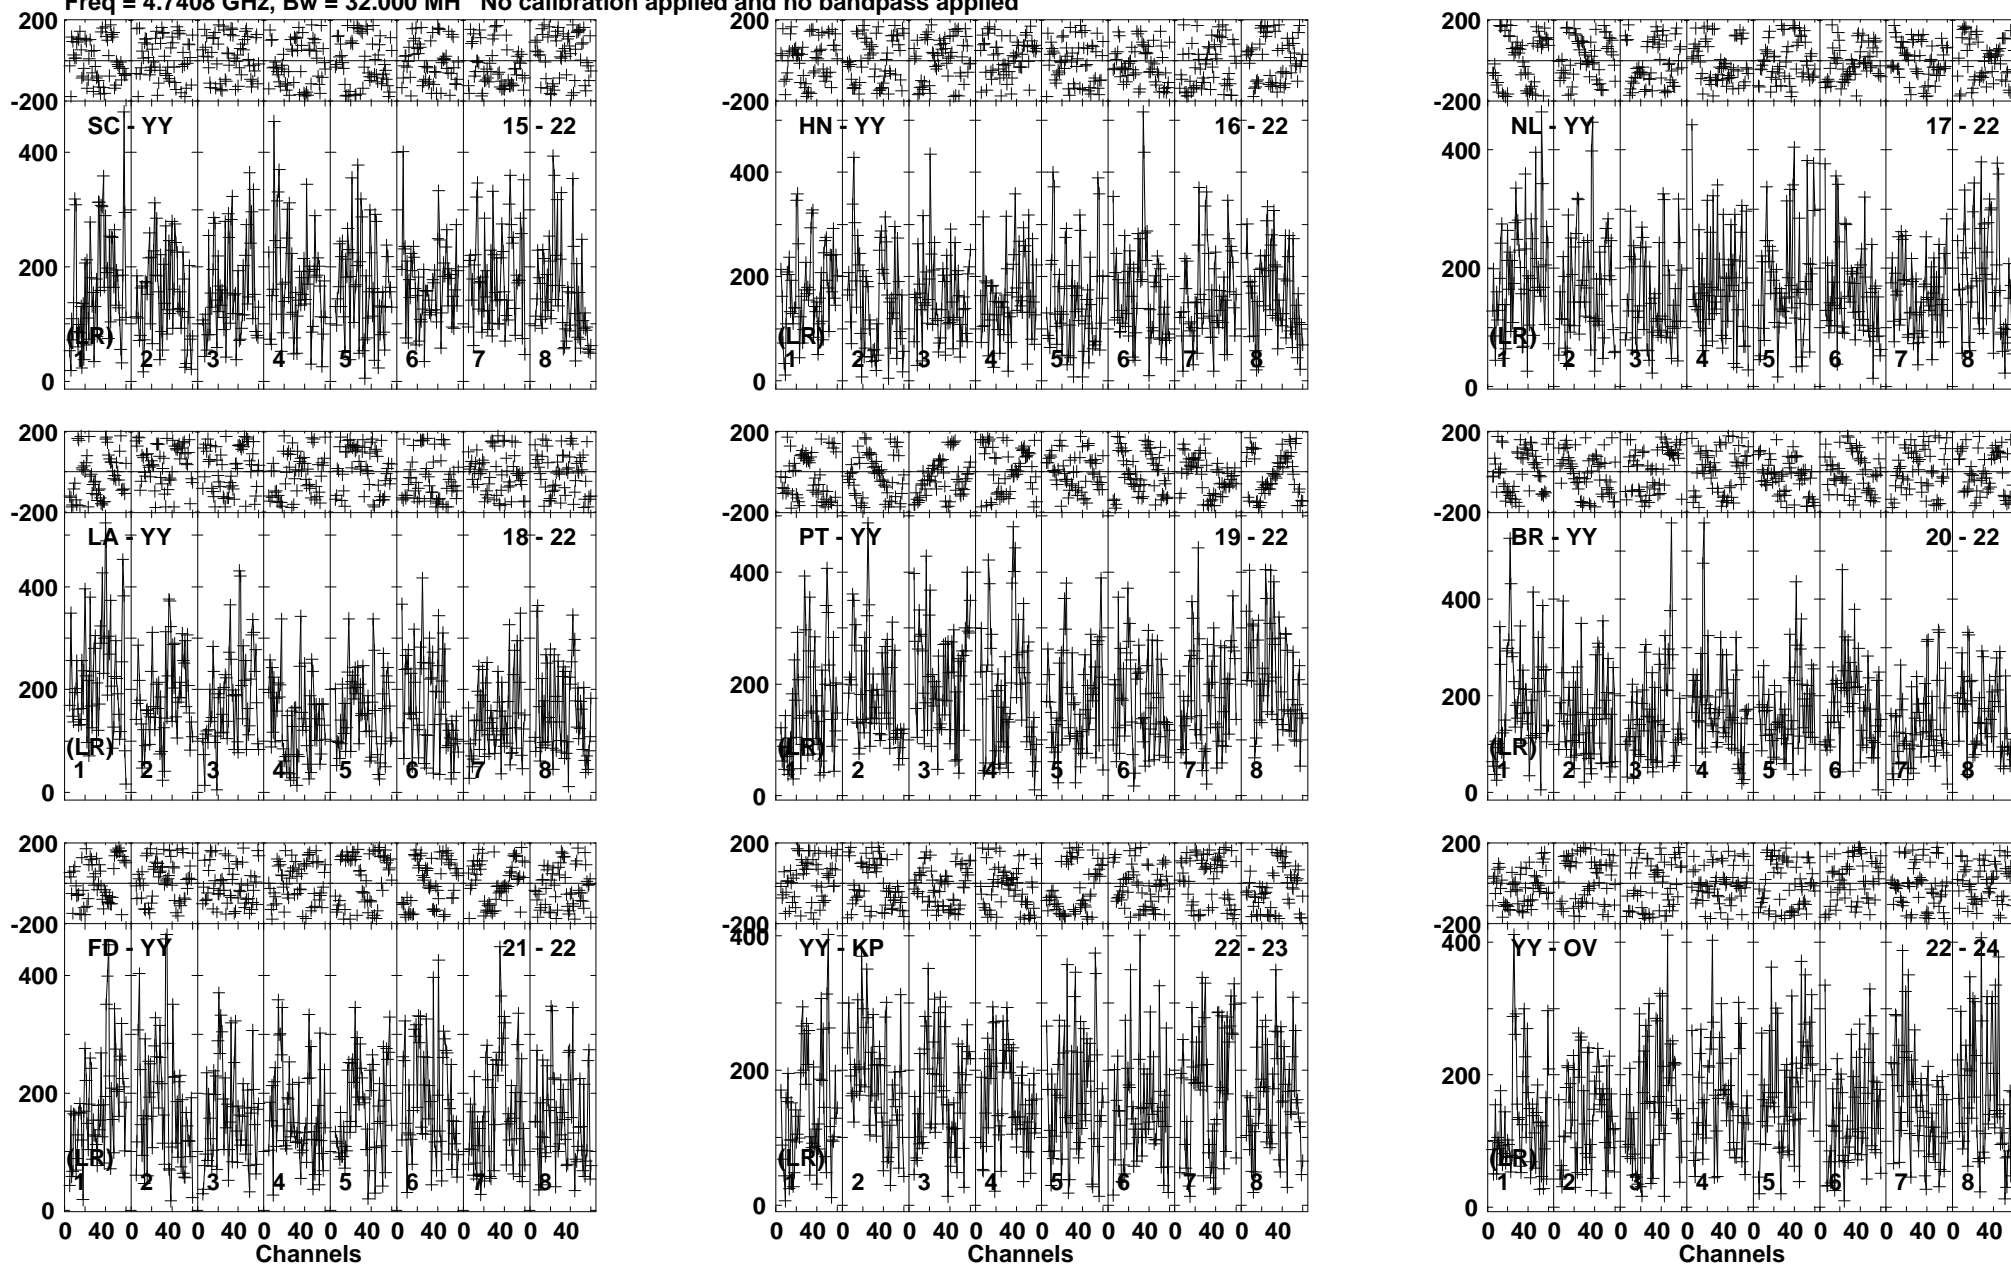 Freq = 4.7408 GHz, Bw = 32.000 MH No calibration applied and no bandpass applied
200
-200
SC - YY 15 - 22
400
200
0
(LR)
1 2 3 4 5 6 7 8
200
-200
HN - YY 16 - 22
400
200
0
(LR)
1 2 3 4 5 6 7 8
200
-200
NL - YY 17 - 22
400
200
0
(LR)
1 2 3 4 5 6 7 8
200
-200
LA - YY 18 - 22
400
200
0
(LR)
1 2 3 4 5 6 7 8
200
-200
PT - YY 19 - 22
400
200
0
(LR)
1 2 3 4 5 6 7 8
200
-200
BR - YY 20 - 22
400
200
0
(LR)
1 2 3 4 5 6 7 8
200
-200
FD - YY 21 - 22
400
200
0
(LR)
1 2 3 4 5 6 7 8
0 40 0 40 0 40 0 40 0 40 0 40 0 40 0 40
Channels
200
-200
YY - KP 22 - 23
400
200
0
(LR)
1 2 3 4 5 6 7 8
0 40 0 40 0 40 0 40 0 40 0 40 0 40 0 40
Channels
200
-200
YY - OV 22 - 24
400
200
0
(LR)
1 2 3 4 5 6 7 8
0 40 0 40 0 40 0 40 0 40 0 40 0 40 0 40
Channels